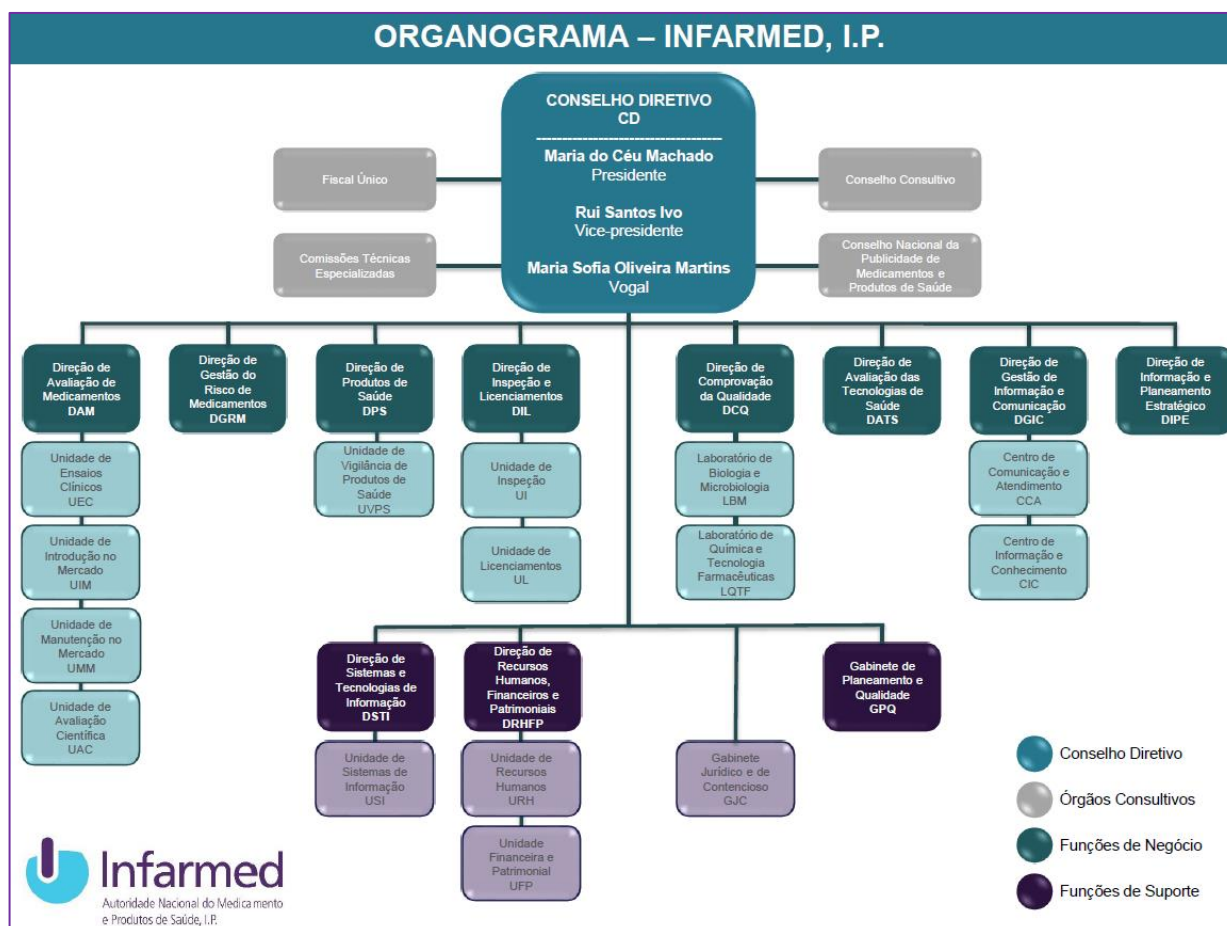 ORGANOGRAMA – INFARMED, I.P.
CONSELHO DIRETIVO
CD
------------------------------------
Maria do Céu Machado
Presidente
Rui Santos Ivo
Vice-presidente
Maria Sofia Oliveira Martins
Vogal
Fiscal Único
Conselho Consultivo
Comissões Técnicas
Especializadas
Conselho Nacional da
Publicidade de
Medicamentos e
Produtos de Saúde
Direção de
Avaliação de
Medicamentos
DAM
Direção de
Gestão do
Risco de
Medicamentos
DGRM
Direção de
Produtos de
Saúde
DPS
Direção de
Inspeção e
Licenciamentos
DIL
Direção de
Comprovação
da Qualidade
DCQ
Direção de
Avaliação das
Tecnologias de
Saúde
DATS
Direção de
Gestão de
Informação e
Comunicação
DGIC
Direção de
Informação e
Planeamento
Estratégico
DIPE
Unidade de
Ensaios
Clínicos
UEC
Unidade de
Vigilância de
Produtos de
Saúde
UVPS
Unidade de
Inspeção
UI
Laboratório de
Biologia e
Microbiologia
LBM
Centro de
Comunicação e
Atendimento
CCA
Unidade de
Introdução no
Mercado
UIM
Unidade de
Licenciamentos
UL
Laboratório de
Química e
Tecnologia
Farmacêuticas
LQTF
Centro de
Informação e
Conhecimento
CIC
Unidade de
Manutenção no
Mercado
UMM
Unidade de
Avaliação
Científica
UAC
Direção de
Sistemas e
Tecnologias de
Informação
DSTI
Direção de
Recursos
Humanos,
Financeiros e
Patrimoniais
DRHFP
Gabinete de
Planeamento e
Qualidade
GPQ
Unidade de
Sistemas de
Informação
USI
Unidade de
Recursos
Humanos
URH
Gabinete
Jurídico e de
Contencioso
GJC
Unidade
Financeira e
Patrimonial
UFP
Conselho Diretivo
Órgãos Consultivos
Funções de Negócio
Funções de Suporte
Infarmed
Autoridade Nacional do Medicamento
e Produtos de Saúde, I.P.